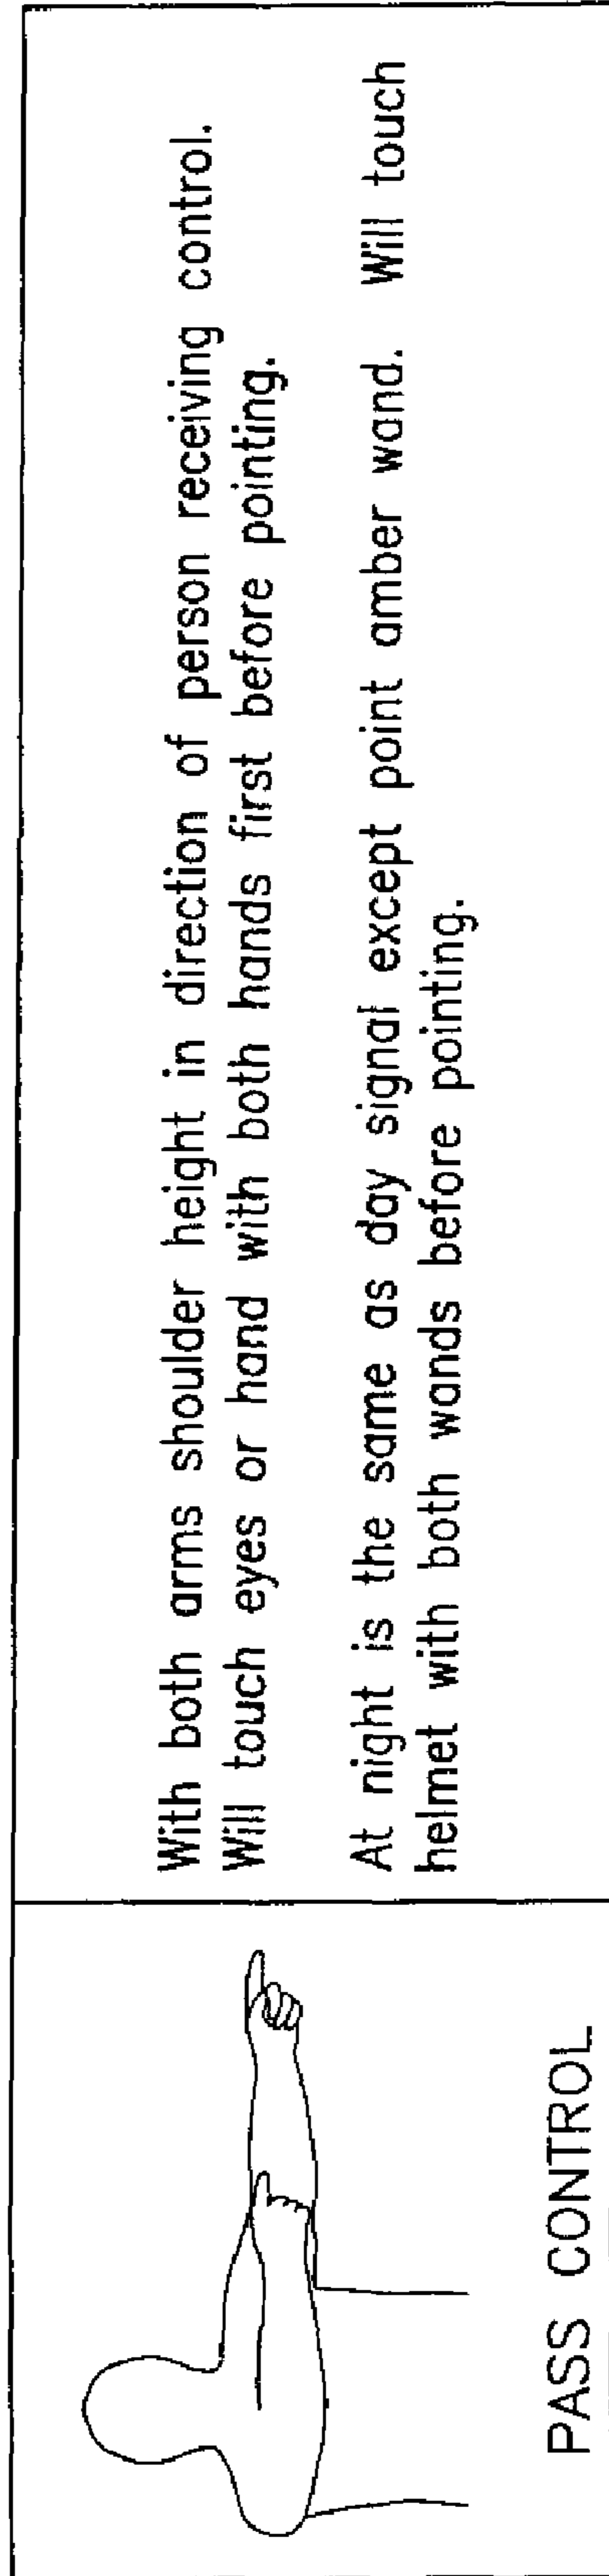 With both arms shoulder height in direction of person receiving control.
Will touch eyes or hand with both hands first before pointing.
At night is the same as day signal except point amber wand. Will touch
helmet with both wands before pointing.
PASS CONTROL